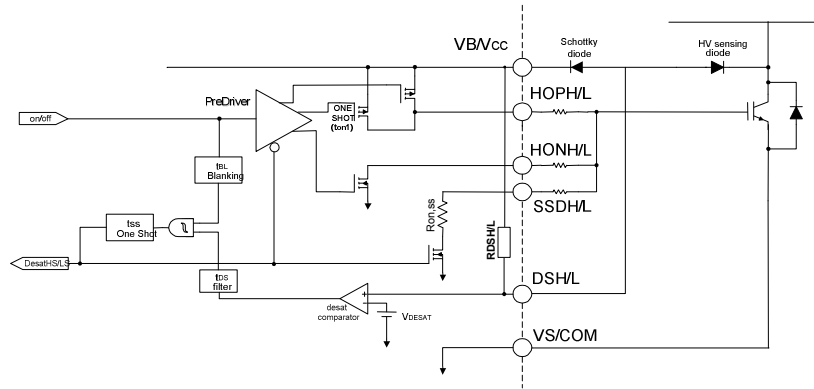 VB/VCC
Schottky
diode
HV sensing
diode
HOPH/L
PreDriver
ONE
SHOT
(ton1)
on/off
HONH/L
tBL
Blanking
SSDH/L
Ron,ss
tss
One Shot
RDSH/L
DesatHS/LS
tDS
filter
DSH/L
desat
comparator
VDESAT
VS/COM